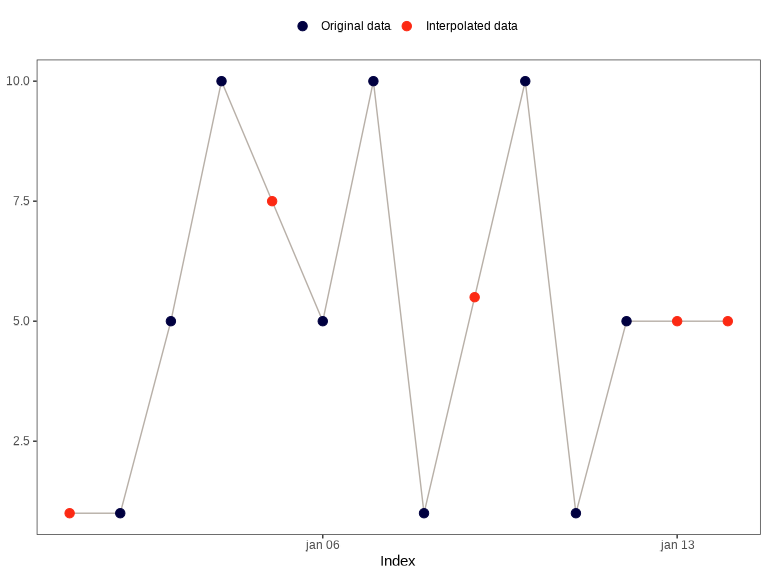 Original data Interpolated data
10.0
7.5
5.0
2.5
jan 06 jan 13
Index